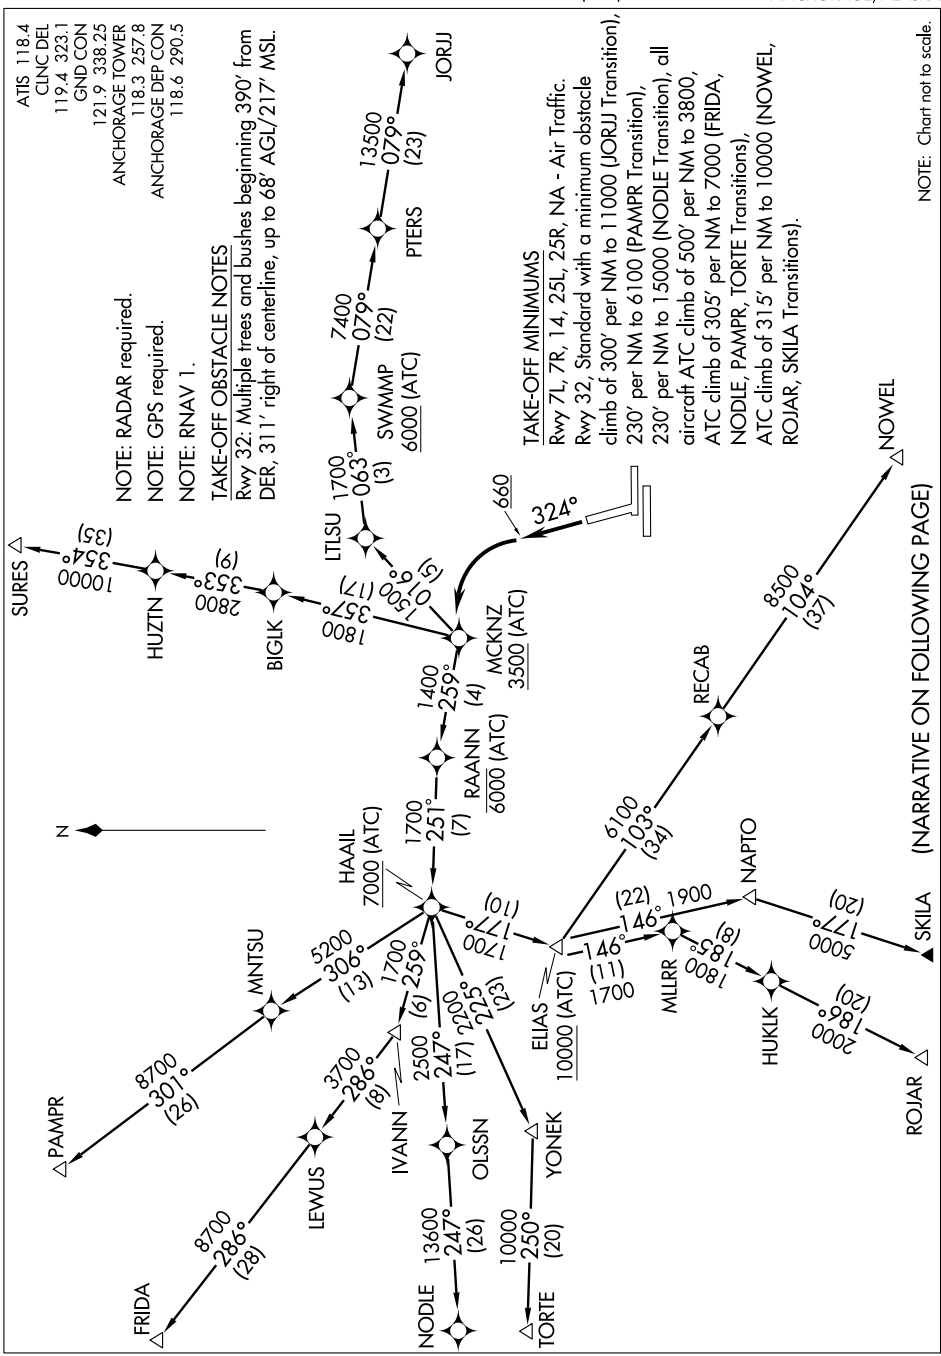 ATIS 118.4
CLNC DEL
119.4 323.1
GND CON
121.9 338.25
ANCHORAGE TOWER
118.3 257.8
ANCHORAGE DEP CON
118.6 290.5
NOTE: RADAR required.
NOTE: GPS required.
NOTE: RNAV 1.
TAKE-OFF OBSTACLE NOTES
Rwy 32: Multiple trees and bushes beginning 390' from
DER, 311' right of centerline, up to 68' AGL/217' MSL.
TAKE-OFF MINIMUMS
Rwy 7L, 7R, 14, 25L, 25R, NA - Air Traffic.
Rwy 32, Standard with a minimum obstacle
climb of 300' per NM to 11000 (JORJJ Transition),
230' per NM to 6100 (PAMPR Transition),
230' per NM to 15000 (NODLE Transition), all
aircraft ATC climb of 500' per NM to 3800,
ATC climb of 305' per NM to 7000 (FRIDA,
NODLE, PAMPR, TORTE Transitions),
ATC climb of 315' per NM to 10000 (NOWEL,
ROJAR, SKILA Transitions).
NOTE: Chart not to scale.
(NARRATIVE ON FOLLOWING PAGE)
N
JORJJ
13500
079°
(23)
PTERS
7400
079°
(22)
SWMMP
6000 (ATC)
1700
063°
(3)
LTLSU
1500
016°
(5)
660
324°
MCKNZ
3500 (ATC)
SURES
10000
354°
(35)
HUZTN
2800
353°
(9)
BIGLK
1800
357°
(17)
1400
259°
(4)
RAANN
6000 (ATC)
1700
251°
(7)
HAAIL
7000 (ATC)
5200
306°
(13)
MNTSU
8700
301°
(26)
PAMPR
1700
259°
(6)
IVANN
3700
286°
(8)
LEWUS
8700
286°
(28)
FRIDA
2500
247°
(17)
OLSSN
13600
247°
(26)
NODLE
2200
225°
(23)
YONEK
10000
250°
(20)
TORTE
1700
177°
(10)
ELIAS
10000 (ATC)
6100
103°
(34)
RECAB
8500
104°
(37)
NOWEL
(22)
146°
1900
NAPTO
5000
177°
(20)
SKILA
146°
(11)
1700
MLLRR
1800
185°
(8)
HUKLK
2000
186°
(20)
ROJAR